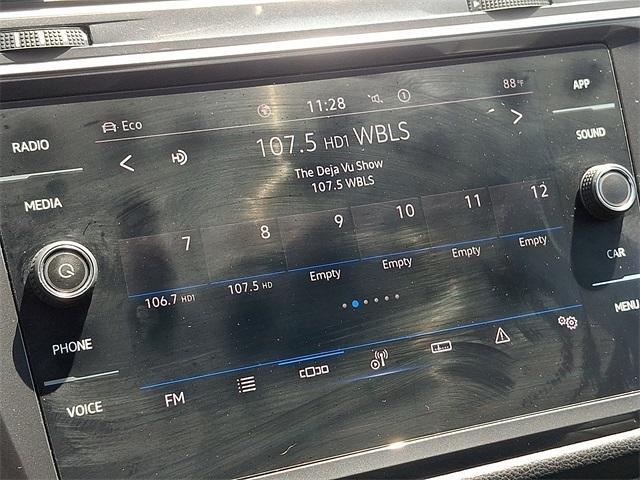 RADIO
MEDIA
PHONE
VOICE
Eco
11:28
1
88°F
107.5 HD1 WBLS
The Deja Vu Show
107.5 WBLS
7 8 9 10 11 12
106.7 HD1 107.5 HD Empty Empty Empty Empty
FM
APP
SOUND
CAR
MENU